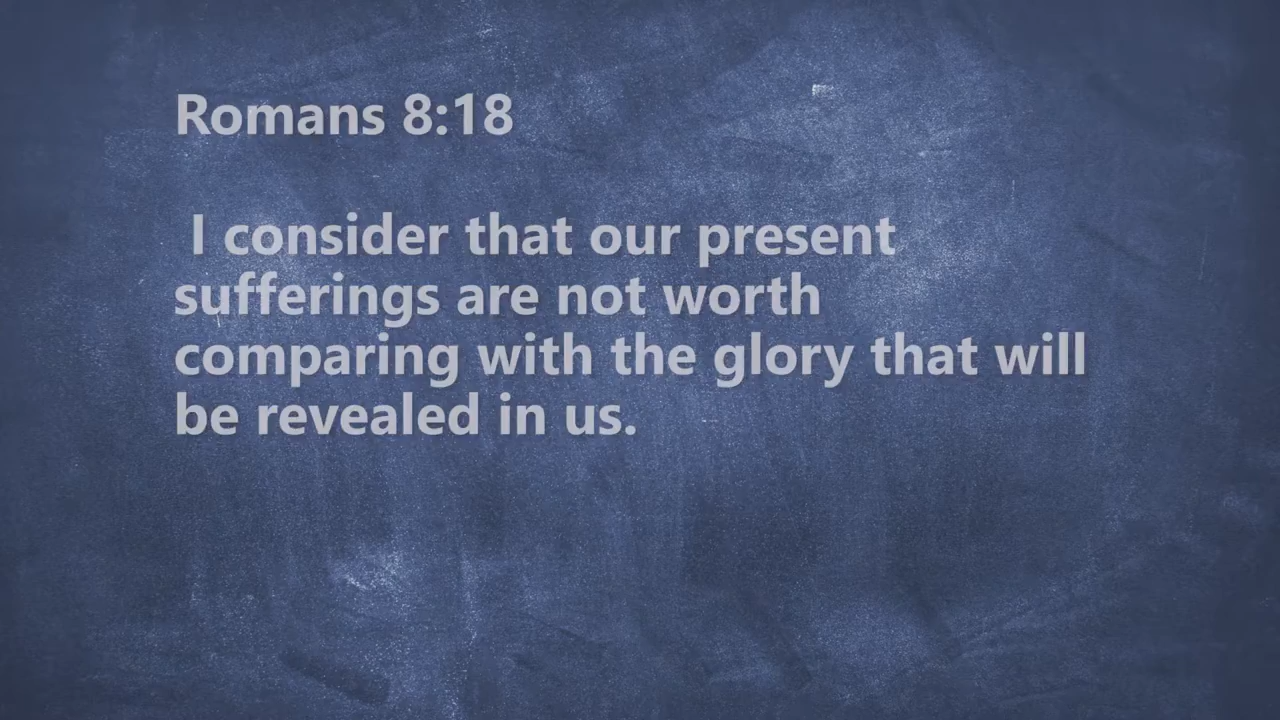 Romans 8:18
I consider that our present
sufferings are not worth
comparing with the glory that will
be revealed in us.